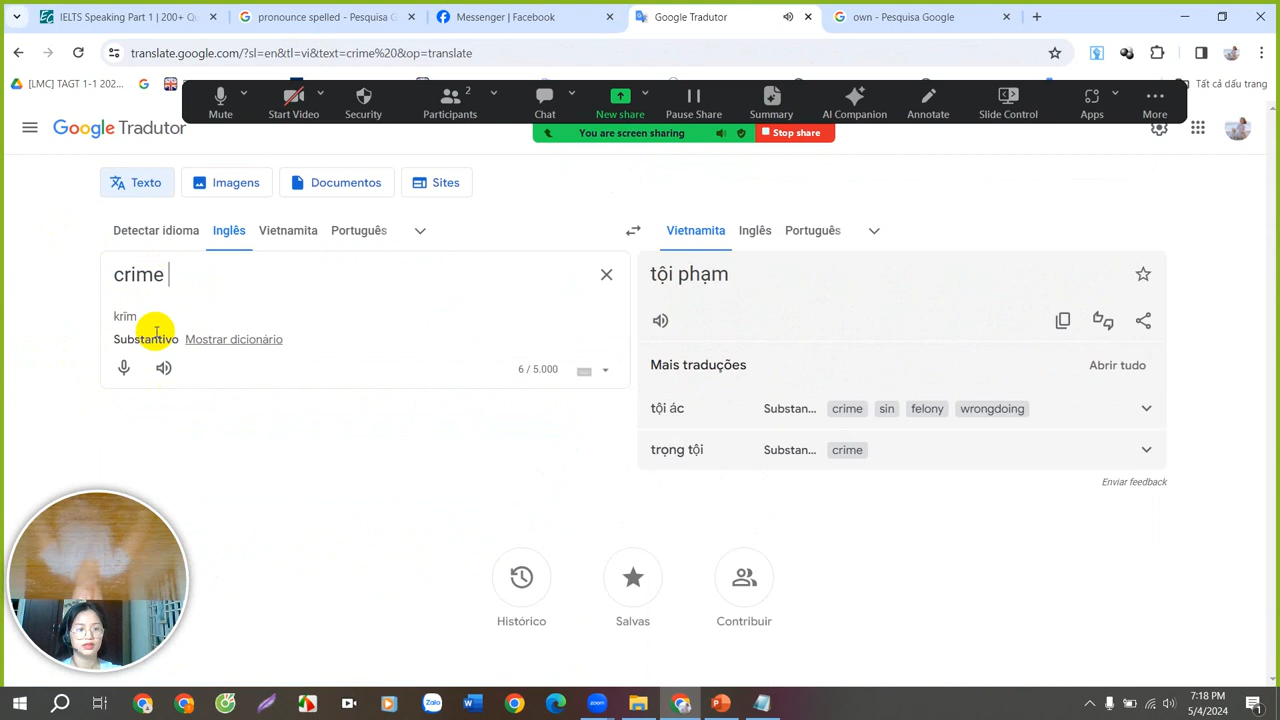 IELTS Speaking Part 1 | 200+ Qu
pronounce spelled - Pesquisa G
Messenger | Facebook
Google Tradutor
own - Pesquisa Google
translate.google.com/?sl=en&tl=vi&text=crime%20&op=translate
[LMC] TAGT 1-1 202...
Tất cả dấu trang
Mute
Start Video
Security
Participants
2
Chat
New share
Pause Share
Summary
AI Companion
Annotate
Slide Control
Apps
More
You are screen sharing
Stop share
Google Tradutor
Texto
Imagens
Documentos
Sites
Detectar idioma
Inglês
Vietnamita
Português
Vietnamita
Inglês
Português
crime
krīm
Substantivo
Mostrar dicionário
6 / 5.000
tội phạm
Mais traduções
Abrir tudo
tội ác
Substan...
crime
sin
felony
wrongdoing
trọng tội
Substan...
crime
Enviar feedback
Histórico
Salvas
Contribuir
7:18 PM
5/4/2024